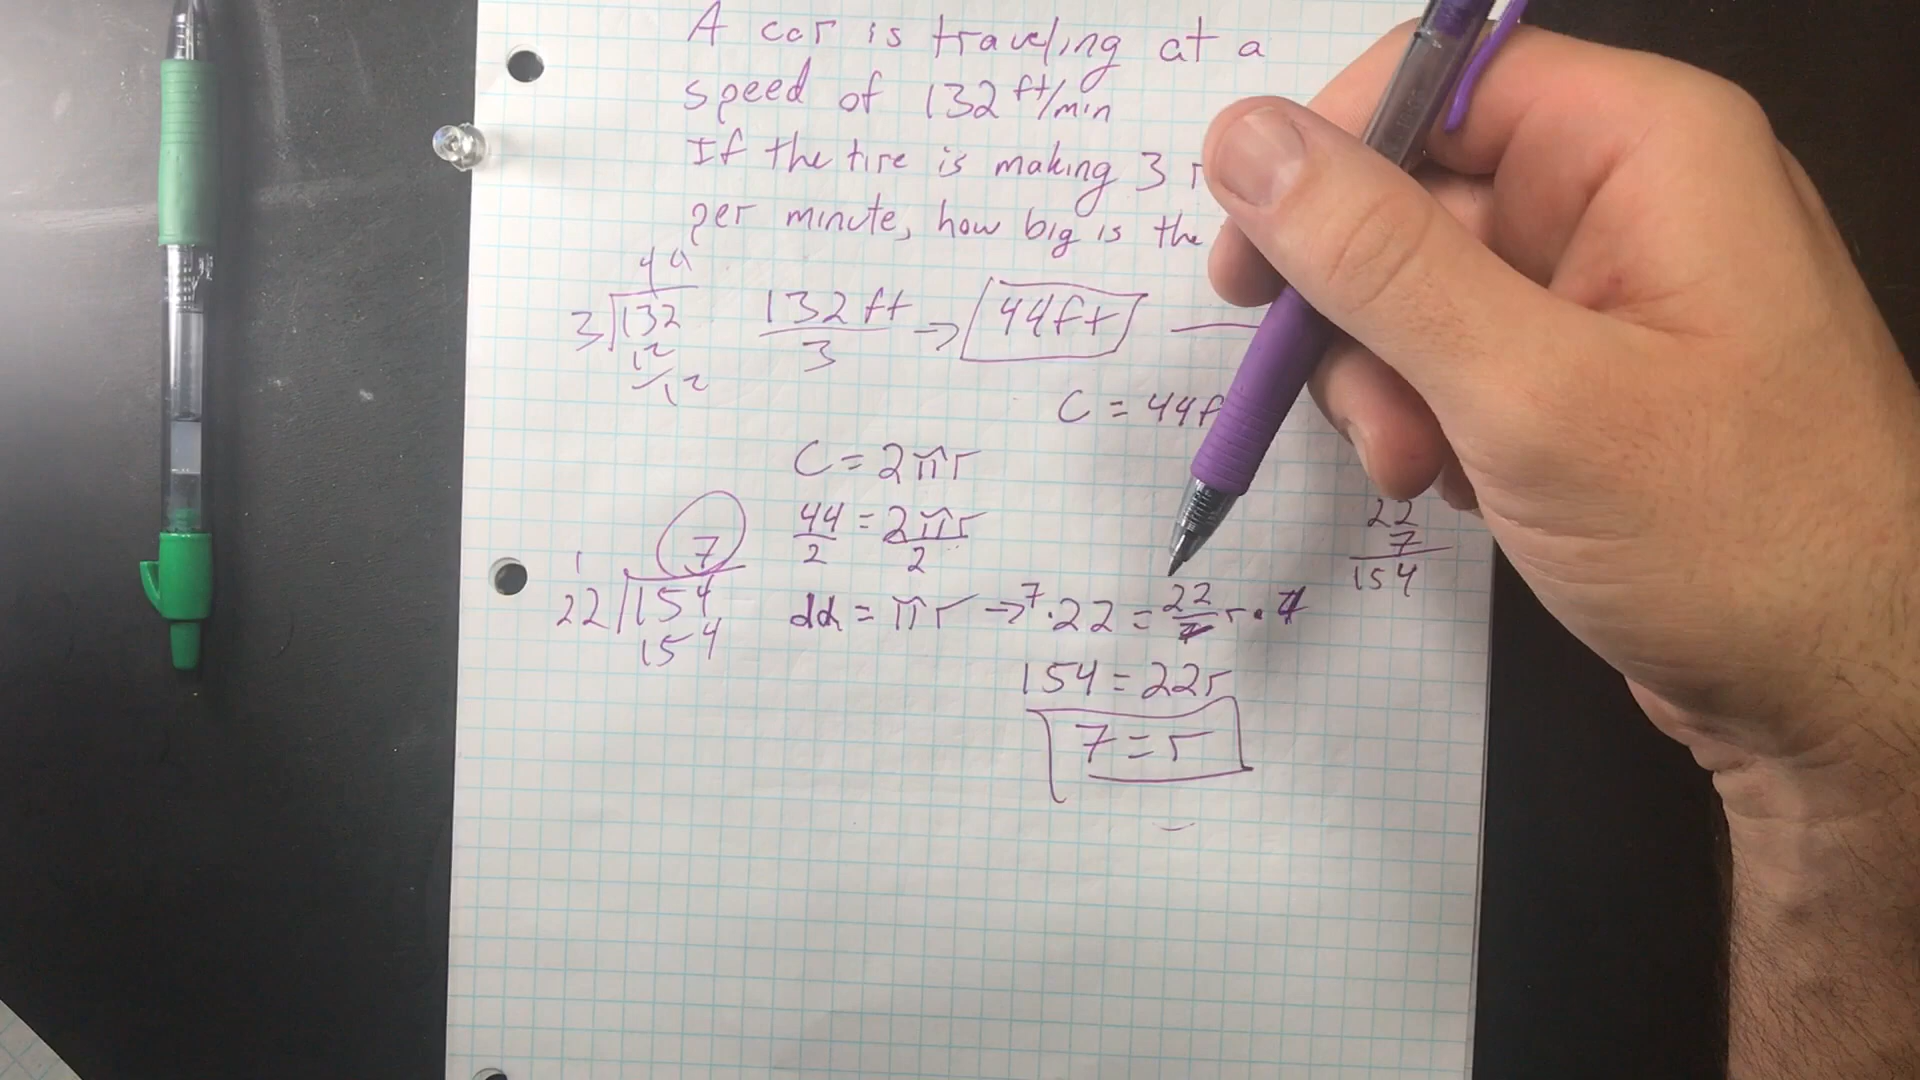 A car is traveling at a
speed of 132 ft/min
If the tire is making 3 r
per minute, how big is the
44
3 132
12
12
132 ft
3
→ 44ft
C = 44f
C = 2πr
44 = 2πr
2 2
22 = πr → 7·22 = 22/7 r·7
154 = 22r
7 = r
7
1
22 154
154
22
7
154